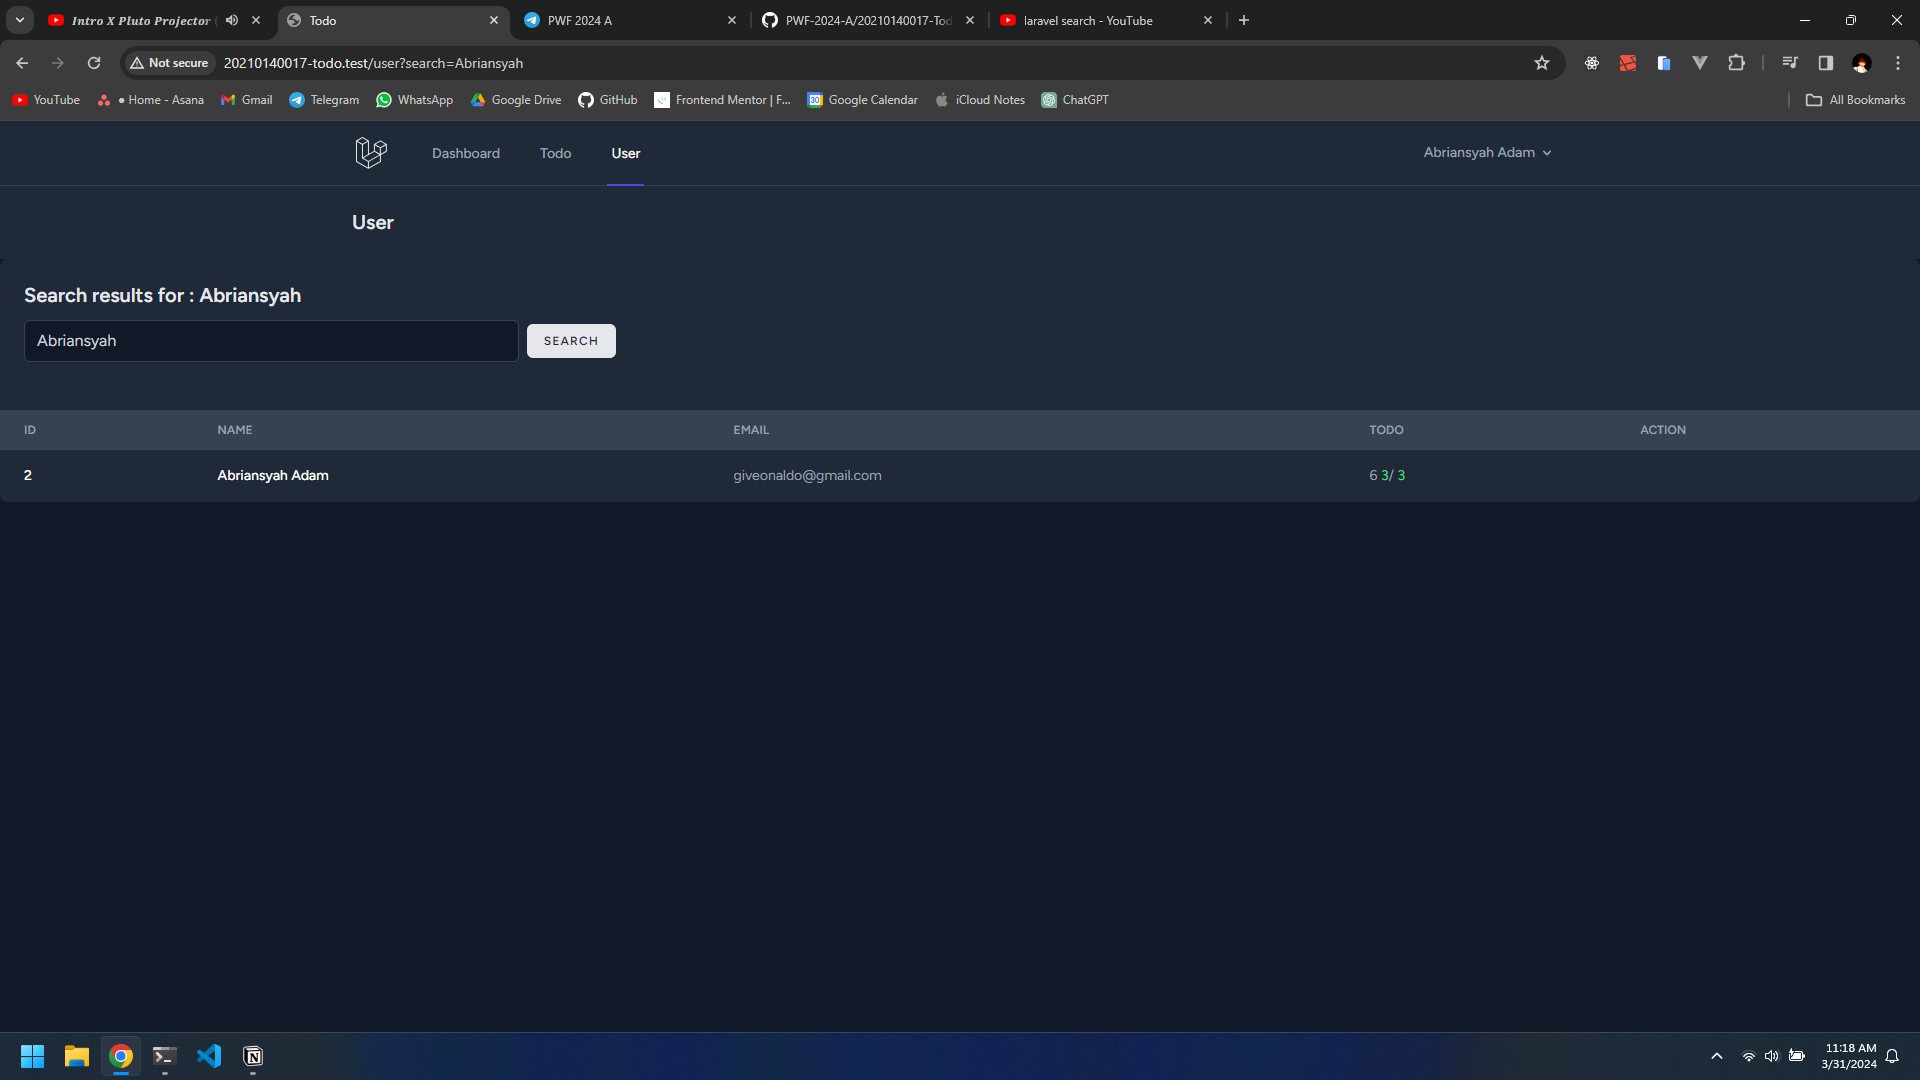 Intro X Pluto Projector (
Todo
PWF 2024 A
PWF-2024-A/20210140017-Tod
laravel search - YouTube
Not secure
20210140017-todo.test/user?search=Abriansyah
YouTube
● Home - Asana
Gmail
Telegram
WhatsApp
Google Drive
GitHub
Frontend Mentor | F...
30
Google Calendar
iCloud Notes
ChatGPT
All Bookmarks
Dashboard
Todo
User
Abriansyah Adam
User
Search results for : Abriansyah
Abriansyah
SEARCH
ID NAME EMAIL TODO ACTION
2 Abriansyah Adam giveonaldo@gmail.com 6 3/ 3
11:18 AM
3/31/2024